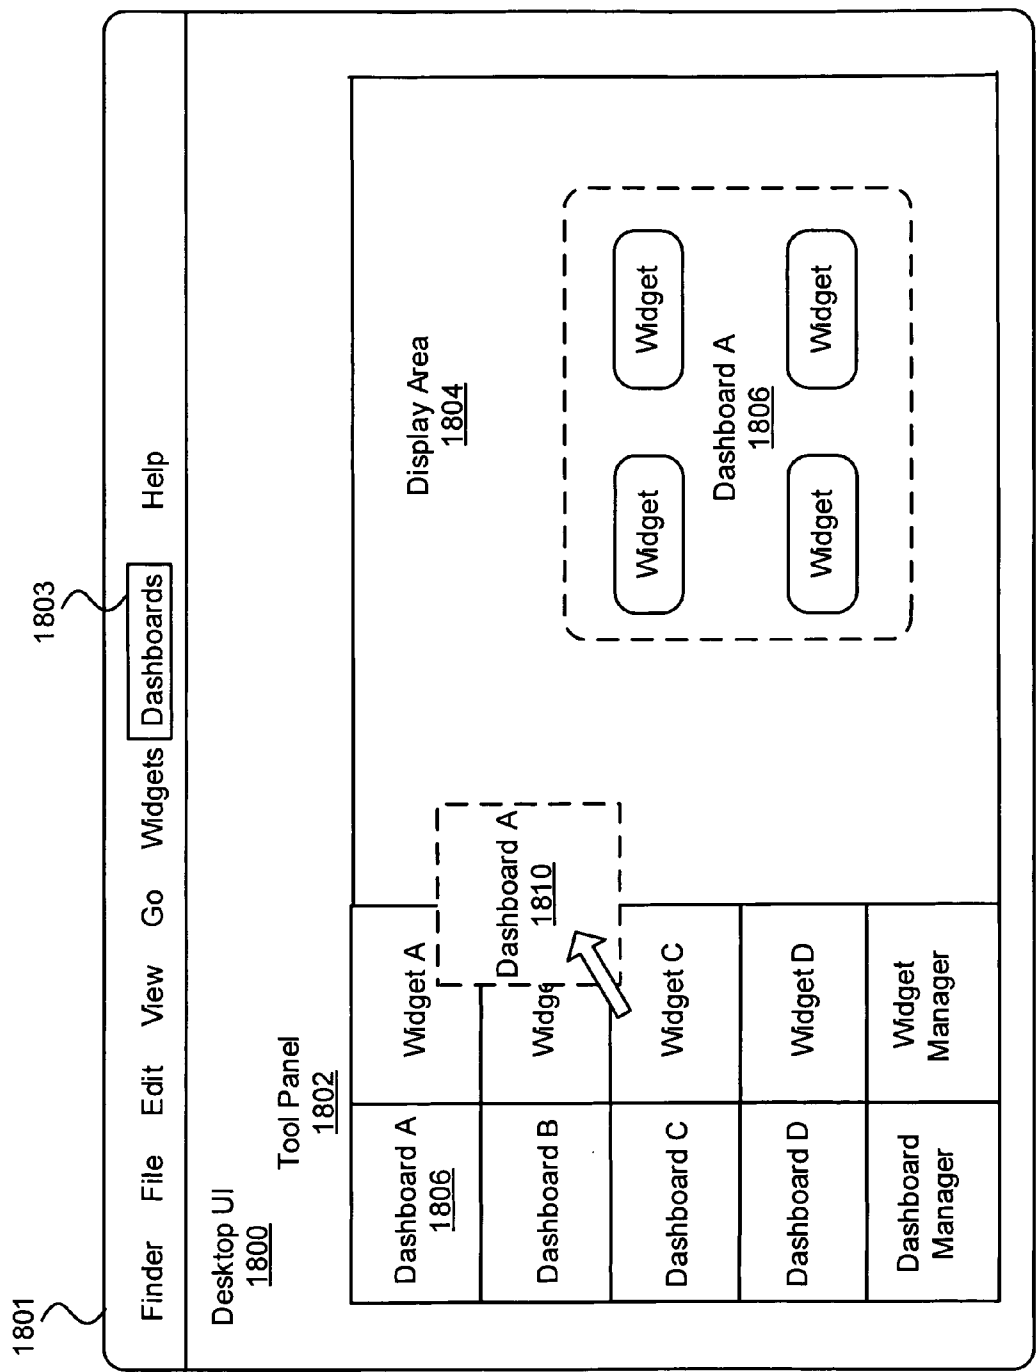 1801
1803
Finder File Edit View Go Widgets Dashboards Help
Desktop UI
1800
Tool Panel
1802
Dashboard A
1806
Widget A
Dashboard B
Widge
Dashboard C
Widget C
Dashboard D
Widget D
Dashboard
Manager
Widget
Manager
Dashboard A
1810
Display Area
1804
Widget
Widget
Dashboard A
1806
Widget
Widget